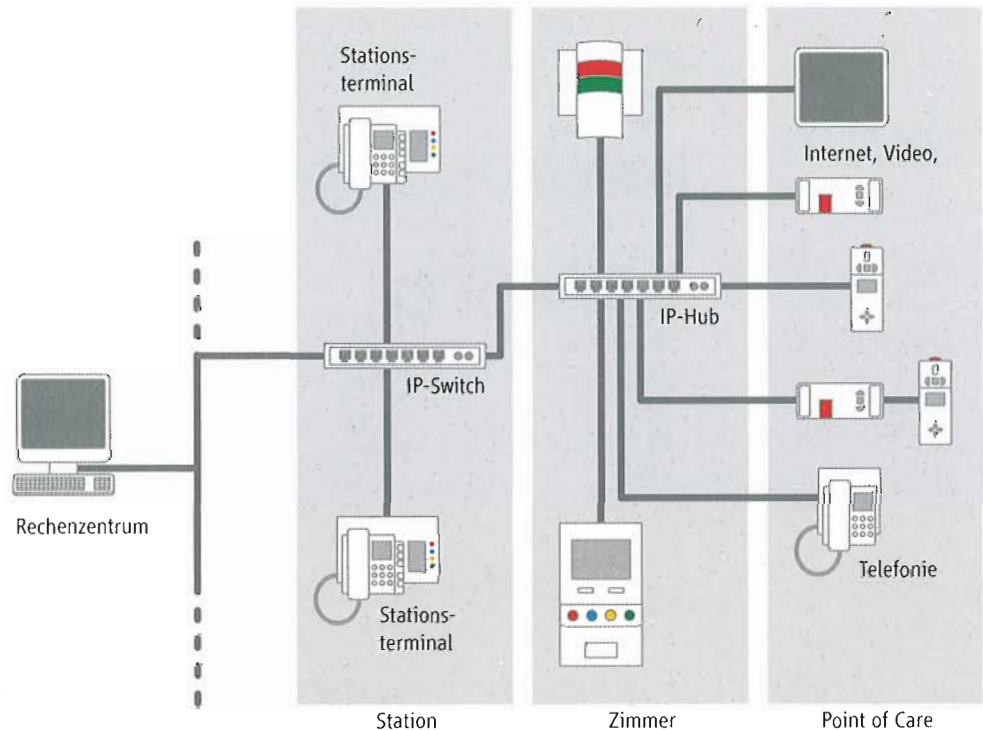 Stations-
terminal
Internet, Video,
IP-Hub
IP-Switch
Rechenzentrum
Telefonie
Stations-
terminal
Station
Zimmer
Point of Care